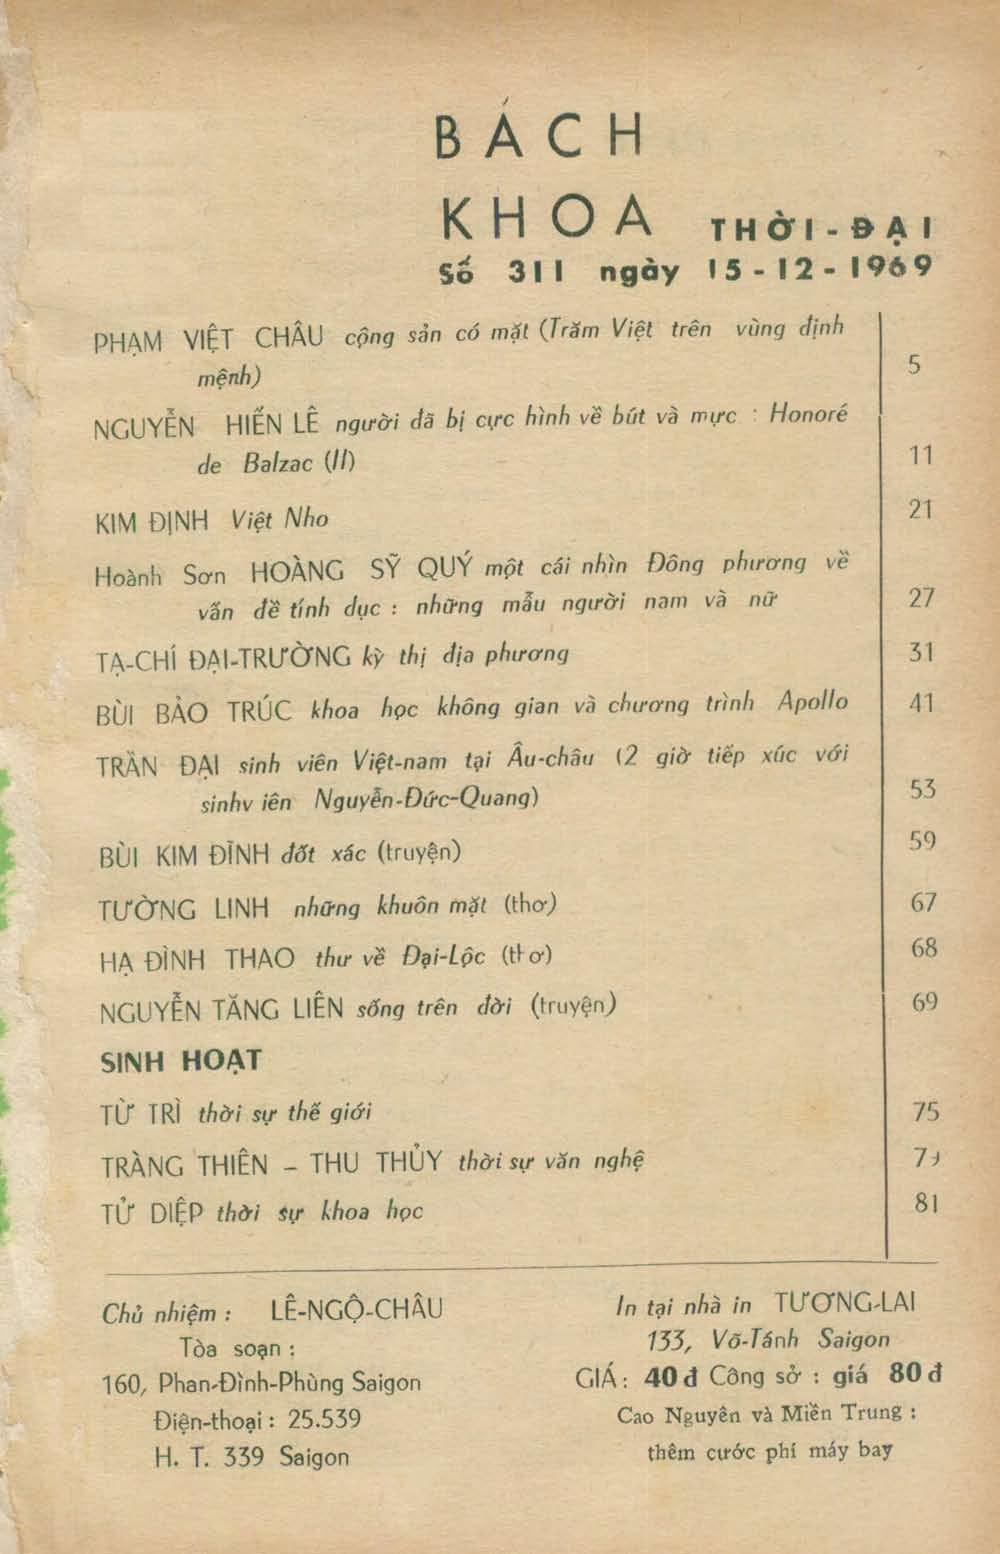 BÁCH
KHOA THỜI-ĐẠI
Số 311 ngày 15-12-1969
PHẠM VIỆT CHÂU cộng sản có mặt (Trăm Việt trên vùng định
mệnh) 5
NGUYỄN HIẾN LÊ người đã bị cực hình về bút và mực : Honoré
de Balzac (II) 11
KIM ĐỊNH Việt Nho 21
Hoành Sơn HOÀNG SỸ QUÝ một cái nhìn Đông phương về
vấn đề tính dục : những mẫu người nam và nữ 27
TẠ-CHÍ ĐẠI-TRƯỜNG kỳ thị địa phương 31
BÙI BẢO TRÚC khoa học không gian và chương trình Apollo 41
TRẦN ĐẠI sinh viên Việt-nam tại Âu-châu (2 giờ tiếp xúc với
sinhv iên Nguyễn-Đức-Quang) 53
BÙI KIM ĐĨNH đốt xác (truyện) 59
TƯỜNG LINH những khuôn mặt (thơ) 67
HẠ ĐÌNH THAO thư về Đại-Lộc (thơ) 68
NGUYỄN TĂNG LIÊN sống trên đời (truyện) 69
SINH HOẠT
TỪ TRÌ thời sự thế giới 75
TRÀNG THIÊN – THU THỦY thời sự văn nghệ
TỬ DIỆP thời sự khoa học 81
Chủ nhiệm : LÊ-NGỘ-CHÂU
Tòa soạn :
160, Phan-Đình-Phùng Saigon
Điện-thoại : 25.539
H. T. 339 Saigon
In tại nhà in TƯƠNG-LAI
133, Võ-Tánh Saigon
GIÁ : 40 đ Công sở : giá 80 đ
Cao Nguyên và Miền Trung :
thêm cước phí máy bay